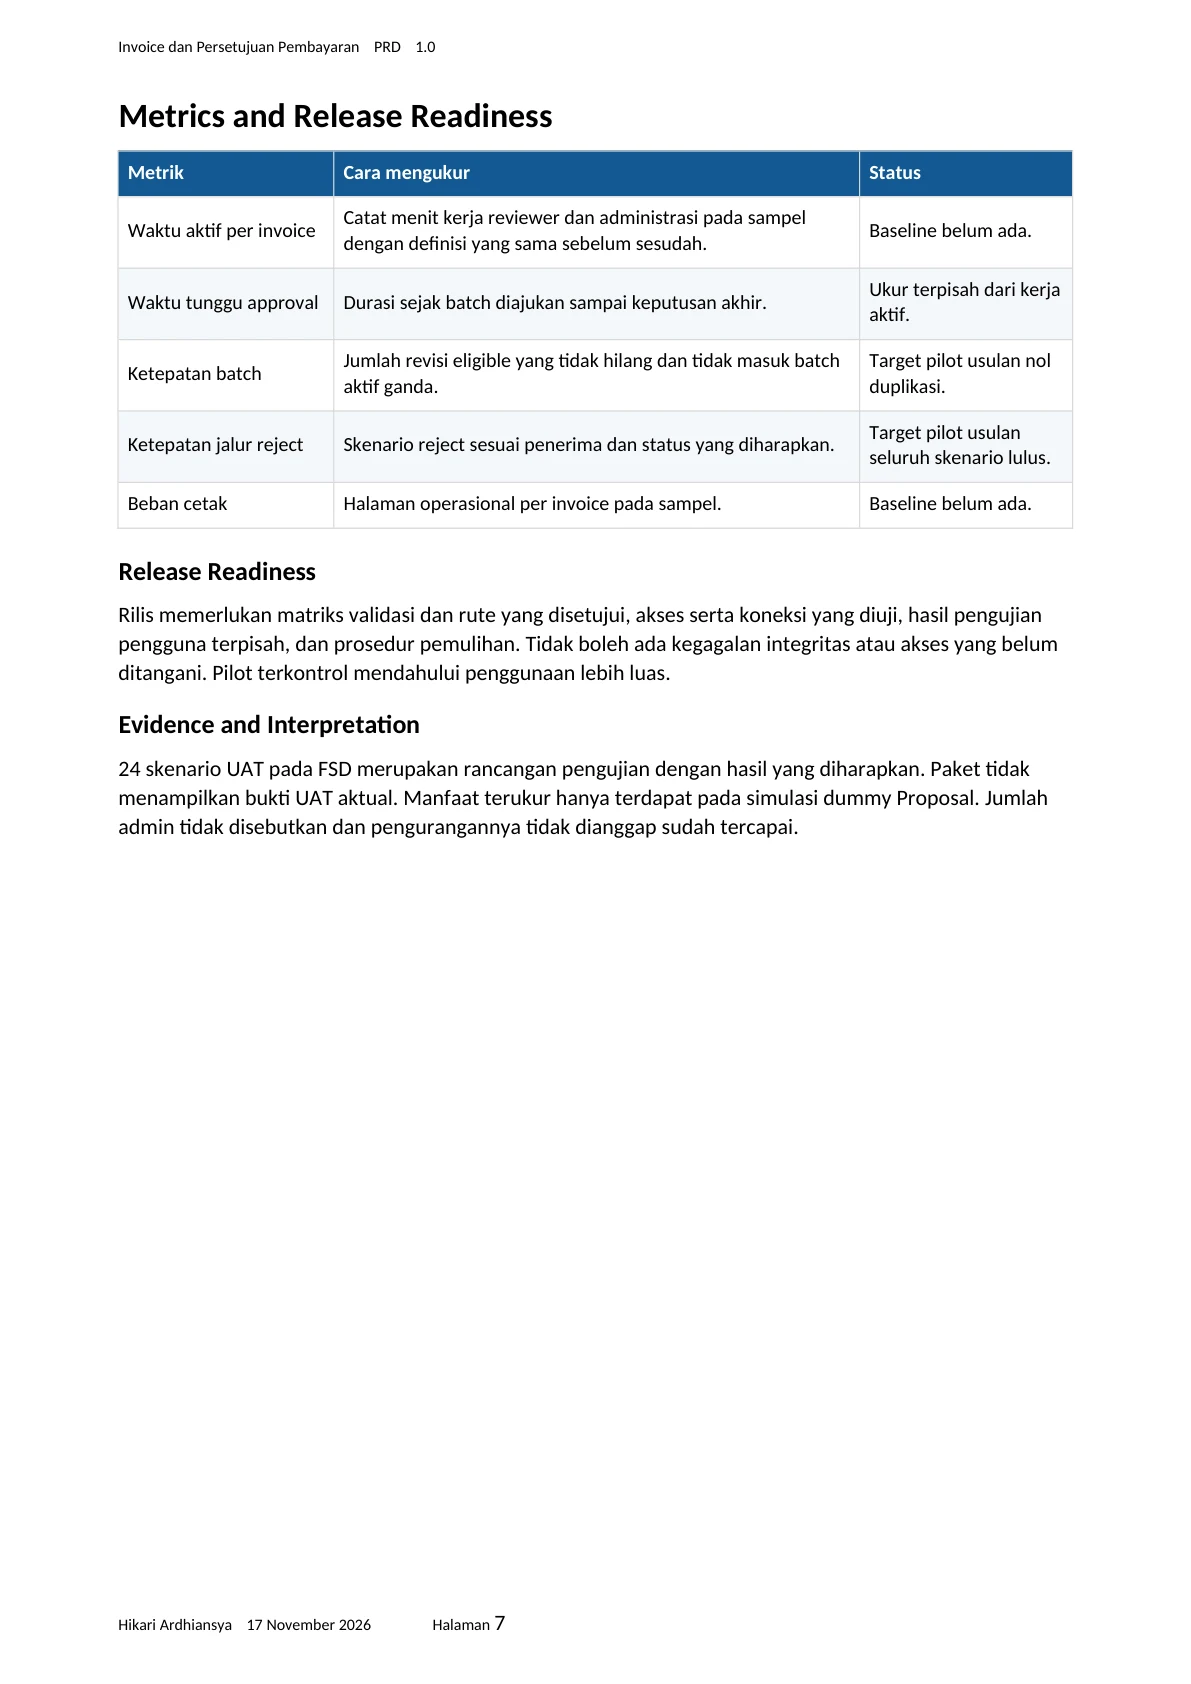 Invoice dan Persetujuan Pembayaran PRD 1.0
Metrics and Release Readiness
Metrik Cara mengukur Status
Waktu aktif per invoice
Catat menit kerja reviewer dan administrasi pada sampel
dengan definisi yang sama sebelum sesudah.
Baseline belum ada.
Waktu tunggu approval
Durasi sejak batch diajukan sampai keputusan akhir.
Ukur terpisah dari kerja
aktif.
Ketepatan batch
Jumlah revisi eligible yang tidak hilang dan tidak masuk batch
aktif ganda.
Target pilot usulan nol
duplikasi.
Ketepatan jalur reject
Skenario reject sesuai penerima dan status yang diharapkan.
Target pilot usulan
seluruh skenario lulus.
Beban cetak
Halaman operasional per invoice pada sampel.
Baseline belum ada.
Release Readiness
Rilis memerlukan matriks validasi dan rute yang disetujui, akses serta koneksi yang diuji, hasil pengujian
pengguna terpisah, dan prosedur pemulihan. Tidak boleh ada kegagalan integritas atau akses yang belum
ditangani. Pilot terkontrol mendahului penggunaan lebih luas.
Evidence and Interpretation
24 skenario UAT pada FSD merupakan rancangan pengujian dengan hasil yang diharapkan. Paket tidak
menampilkan bukti UAT aktual. Manfaat terukur hanya terdapat pada simulasi dummy Proposal. Jumlah
admin tidak disebutkan dan pengurangannya tidak dianggap sudah tercapai.
Hikari Ardhiansya 17 November 2026 Halaman 7